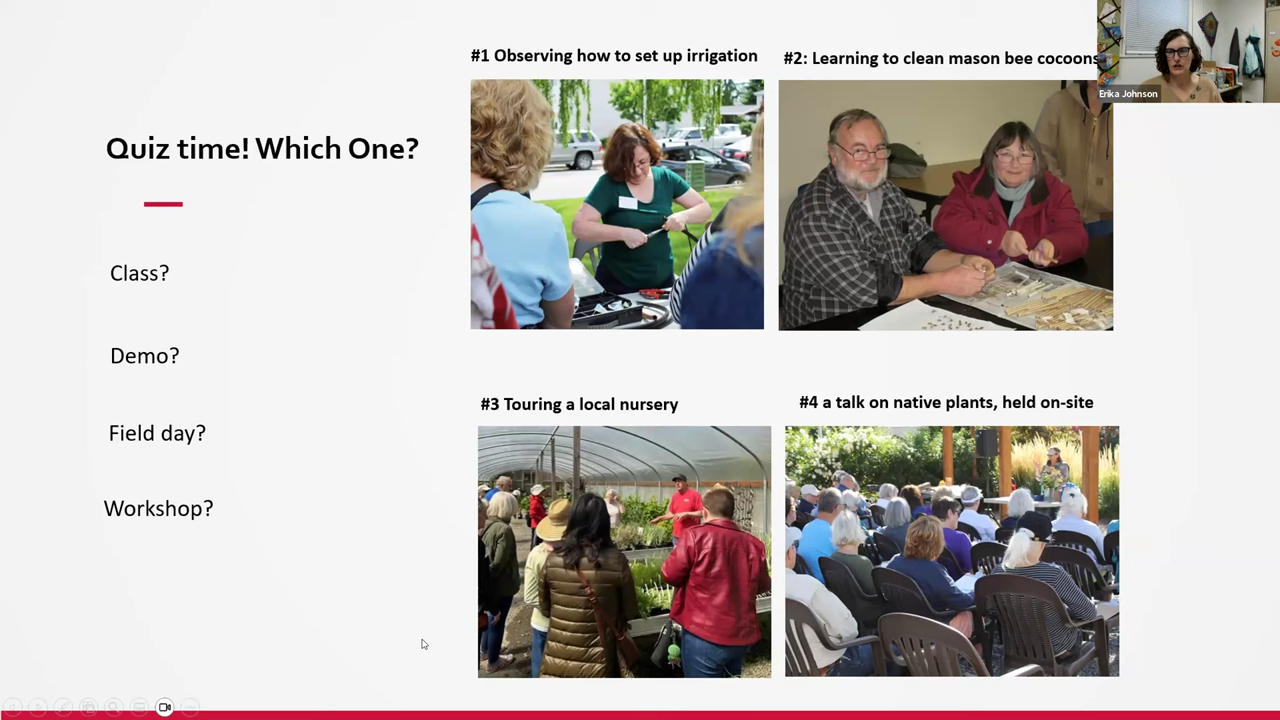 Quiz time! Which One?
Class?
Demo?
Field day?
Workshop?
#1 Observing how to set up irrigation
#2: Learning to clean mason bee cocoons
#3 Touring a local nursery
#4 a talk on native plants, held on-site
Erika Johnson